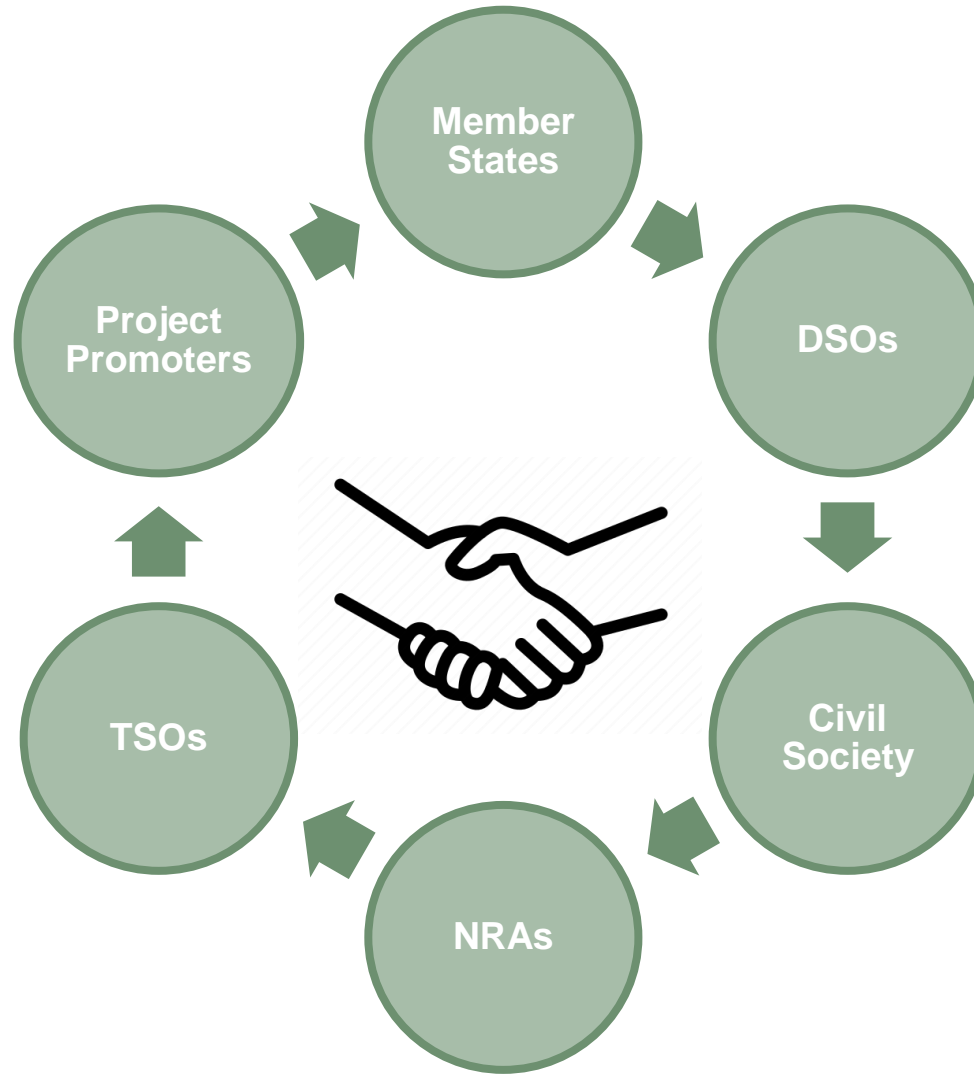 Member
States
Project
Promoters
DSOs
TSOs
Civil
Society
NRAs